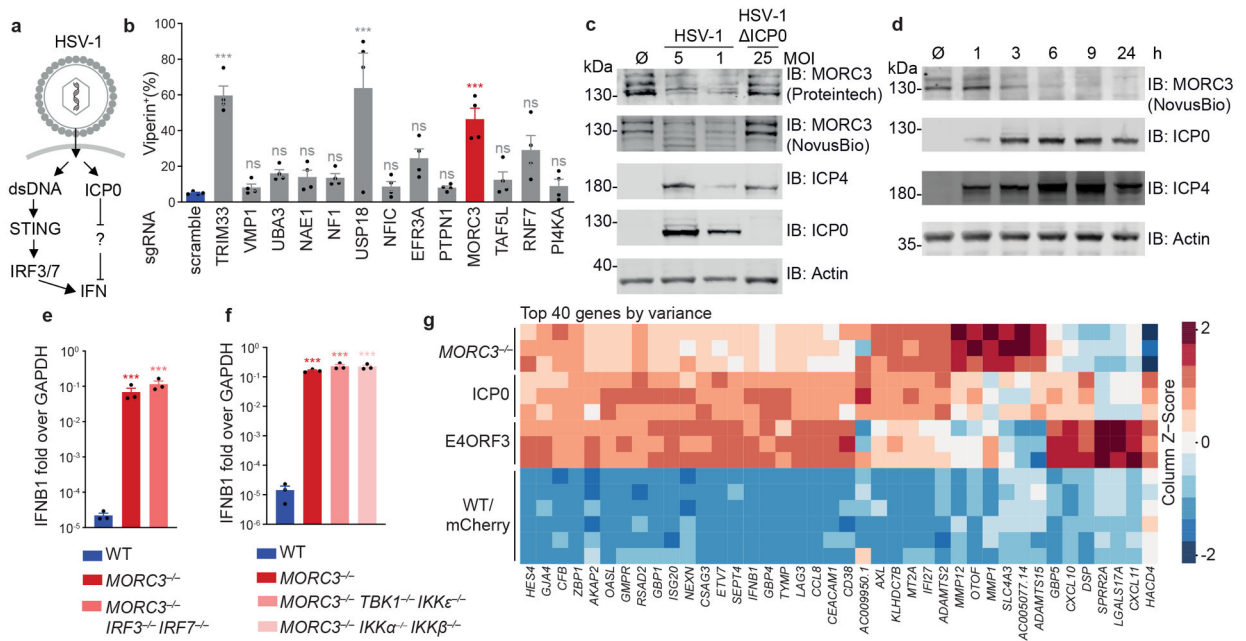 a
HSV-1
dsDNA
ICP0
STING
?
IRF3/7
IFN
b
Viperin⁺(%)
100
80
60
40
20
0
***
ns
ns
ns
ns
***
ns
ns
ns
***
ns
ns
ns
sgRNA
scramble
TRIM33
VMP1
UBA3
NAE1
NF1
USP18
NFIC
EFR3A
PTPN1
MORC3
TAF5L
RNF7
PI4KA
c
HSV-1
HSV-1 ΔICP0
Ø 5 1 25 MOI
kDa
130
IB: MORC3
(Proteintech)
130
IB: MORC3
(NovusBio)
180
IB: ICP4
130
IB: ICP0
40
IB: Actin
d
Ø 1 3 6 9 24 h
kDa
130
IB: MORC3
(NovusBio)
130
IB: ICP0
180
IB: ICP4
35
IB: Actin
e
IFNB1 fold over GAPDH
10⁰
10⁻¹
10⁻²
10⁻³
10⁻⁴
10⁻⁵
***
***
WT
MORC3⁻/⁻
MORC3⁻/⁻
IRF3⁻/⁻IRF7⁻/⁻
f
IFNB1 fold over GAPDH
10⁰
10⁻¹
10⁻²
10⁻³
10⁻⁴
10⁻⁵
10⁻⁶
***
***
***
WT
MORC3⁻/⁻
MORC3⁻/⁻ TBK1⁻/⁻IKKε⁻/⁻
MORC3⁻/⁻ IKKα⁻/⁻IKKβ⁻/⁻
g
Top 40 genes by variance
MORC3⁻/⁻
ICP0
E4ORF3
WT/
mCherry
HES4
GJA4
CFB
ZBP1
AKAP2
OASL
GMPR
RSAD2
GBP1
ISG20
NEXN
CSAG3
ETV7
SEPT4
IFNB1
GBP4
TYMP
LAG3
CCL8
CEACAM1
CD38
AC009950.1
AXL
KLHDC7B
MT2A
IFI27
ADAMTS2
MMP12
OTOF
MMP1
SLC4A3
AC005077.14
ADAMTS15
GBP5
CXCL10
DSP
SPRR2A
LGALS17A
CXCL11
HACD4
2
1
0
-1
-2
Column Z−Score